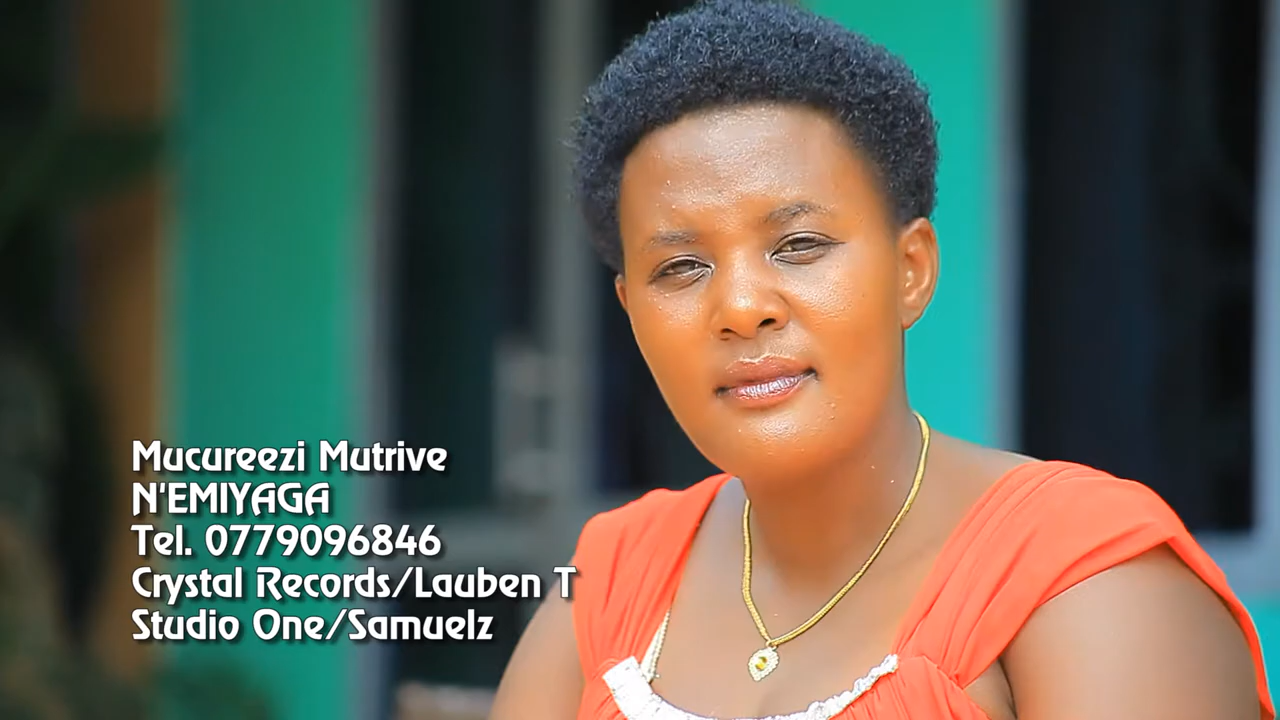 Mucureezi Mutrive
N'EMIYAGA
Tel. 0779096846
Crystal Records/Lauben T
Studio One/Samuelz